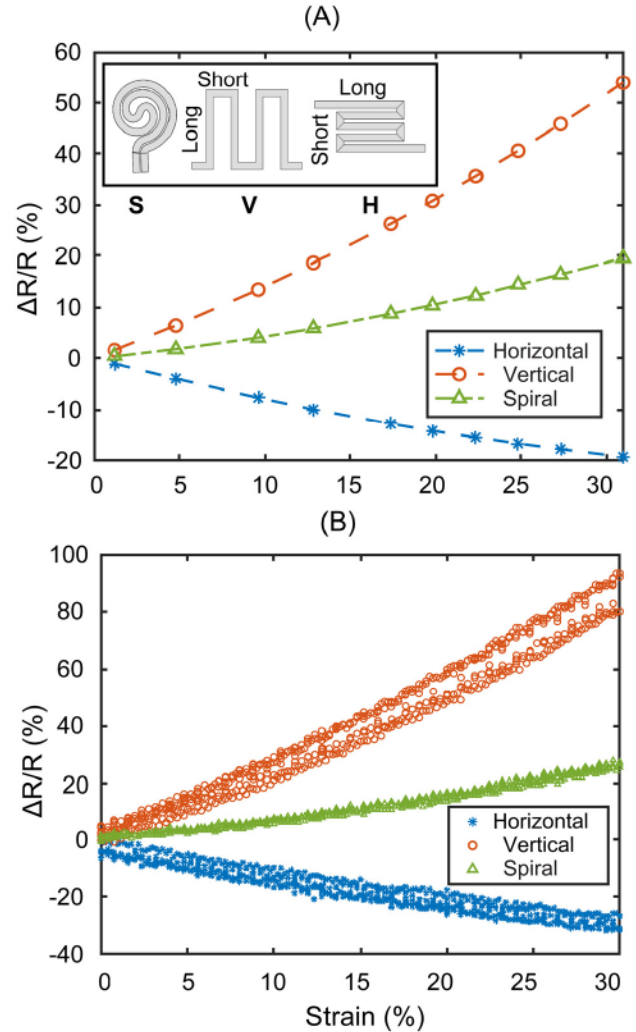 (A)
60
50
40
30
20
10
0
-10
-20
ΔR/R (%)
Short
Long
Long
Short
S V H
Horizontal
Vertical
Spiral
0 5 10 15 20 25 30
(B)
100
80
60
40
20
0
-20
-40
ΔR/R (%)
Horizontal
Vertical
Spiral
0 5 10 15 20 25 30
Strain (%)